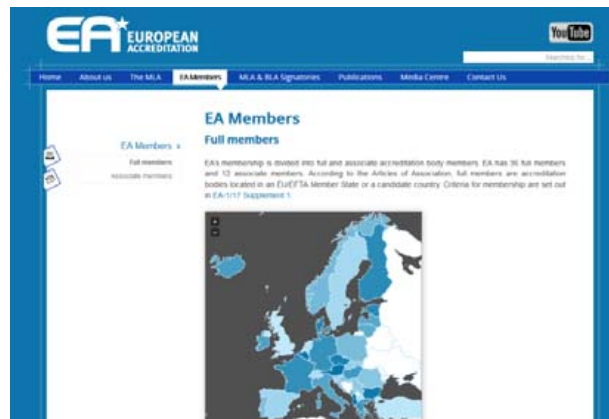 EA EUROPEAN
ACCREDITATION
YouTube
Home About us The MLA EA Members MLA & BLA Signatories Publications Media Centre Contact Us
EA Members
Full members
EA Members
Full members
Associate members
EA's membership is divided into full and associate accreditation body members. EA has 36 full members
and 12 associate members. According to the Articles of Association, full members are accreditation
bodies located in an EU/EFTA Member State or a candidate country. Criteria for membership are set out
in EA-1/17 Supplement 1.
+
-